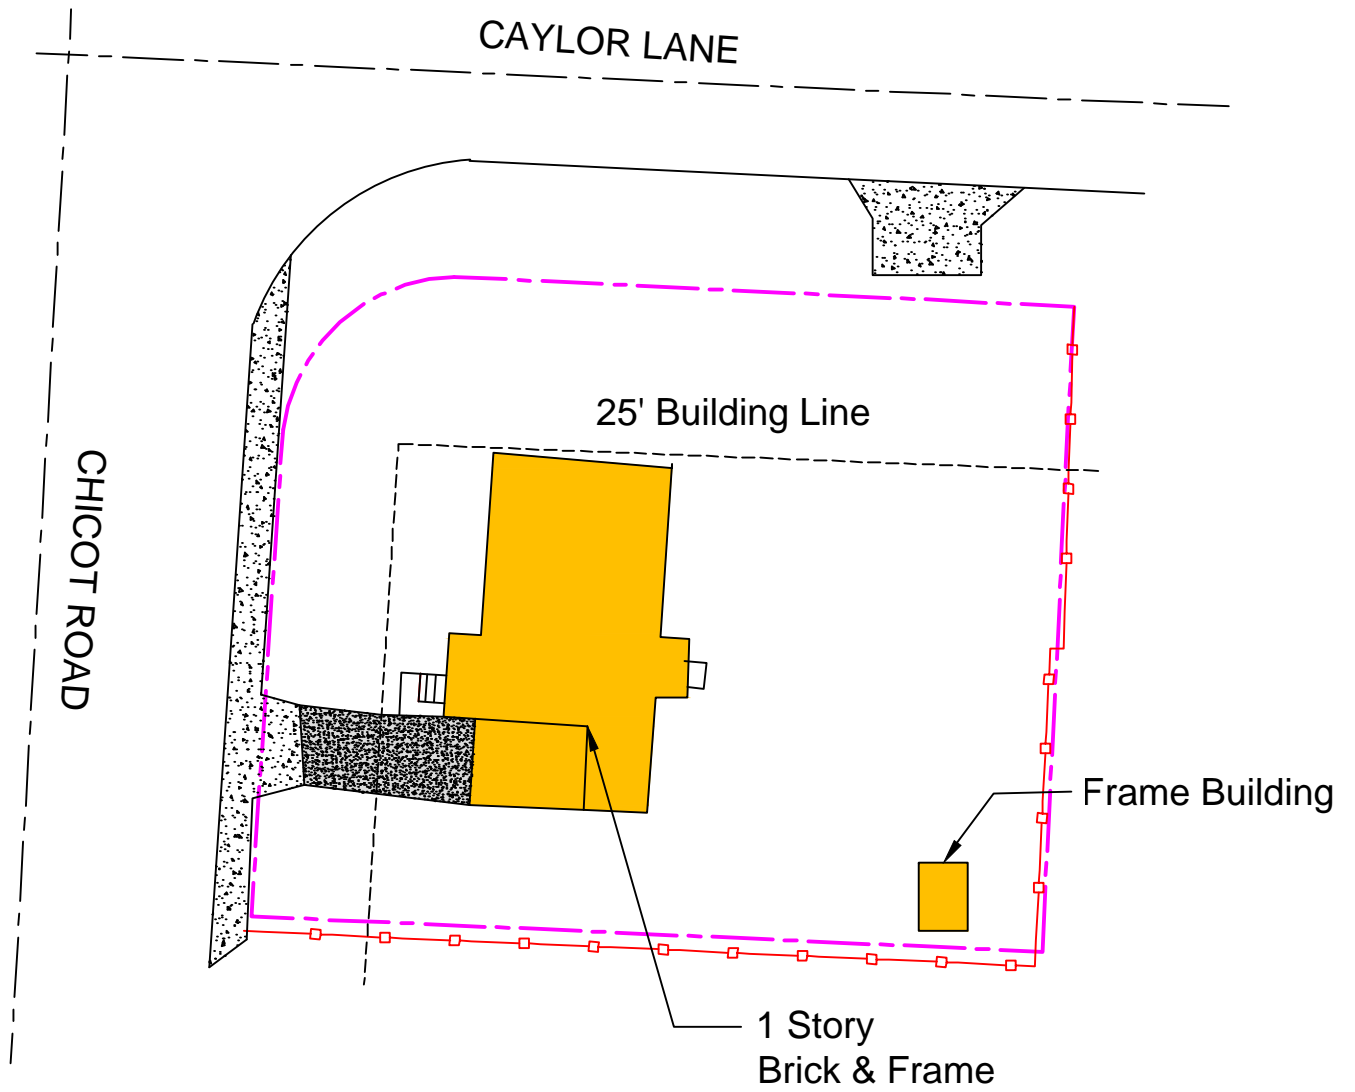 CAYLOR LANE
25' Building Line
CHICOT ROAD
Frame Building
1 Story
Brick & Frame